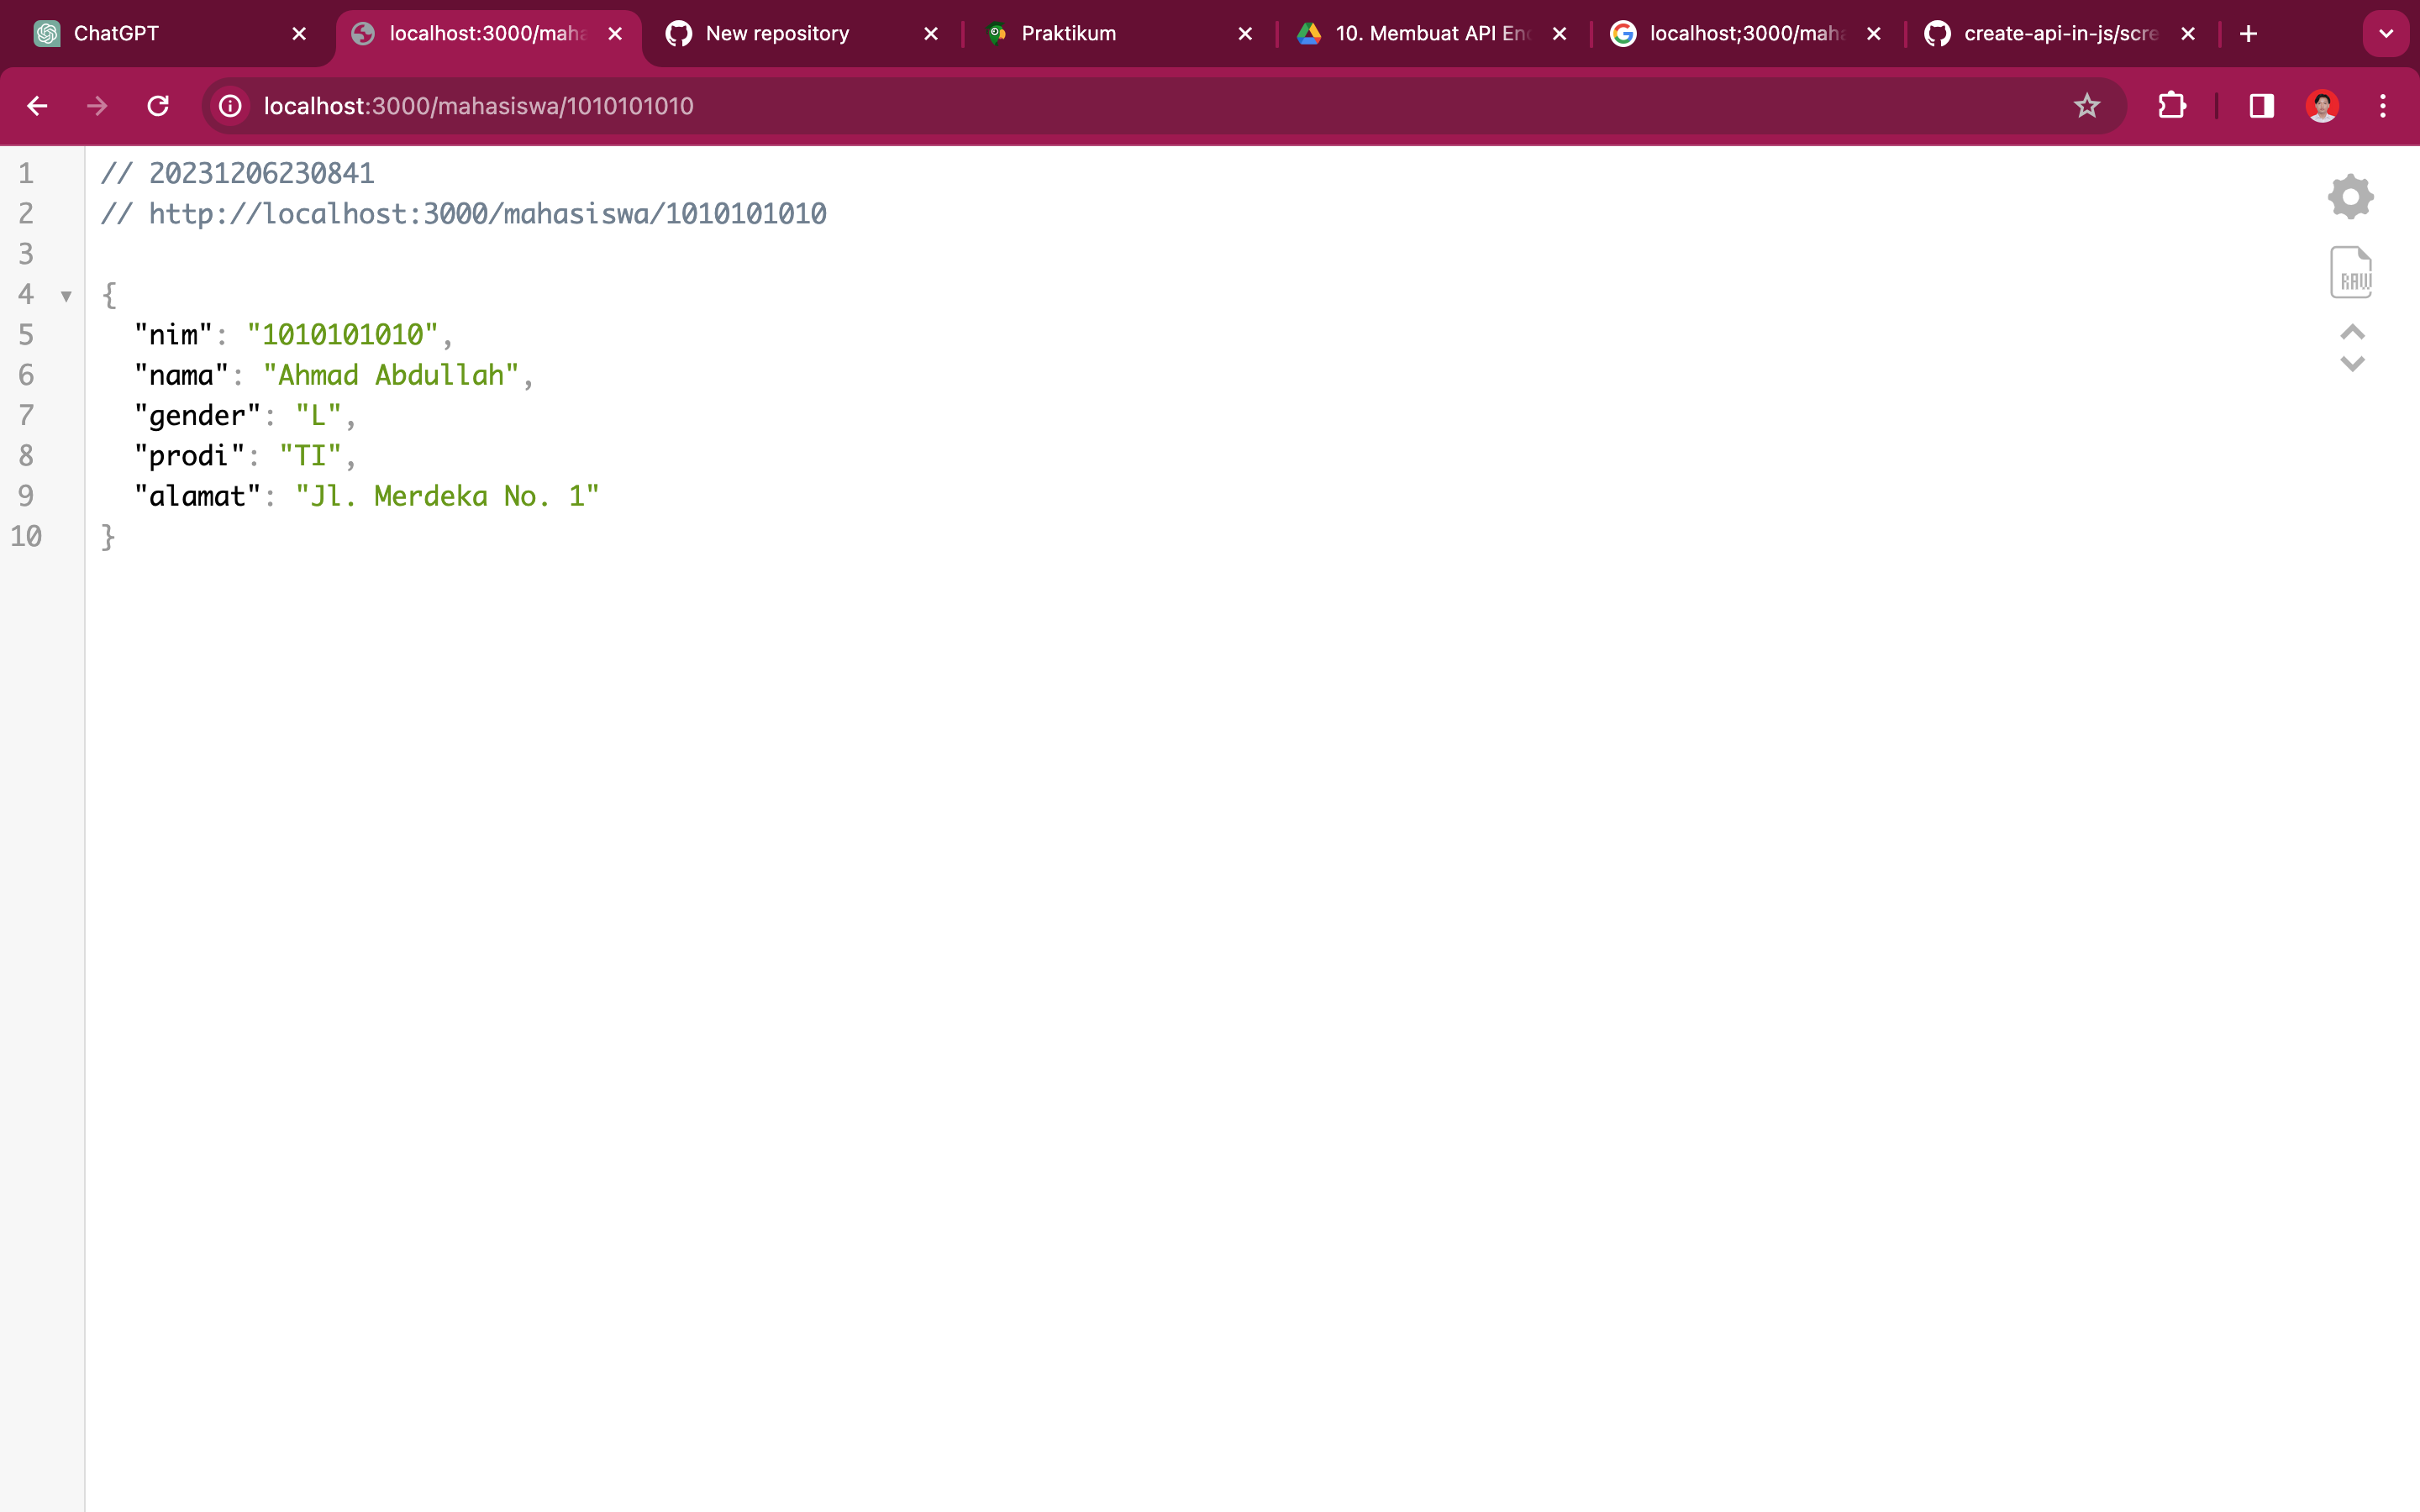 ChatGPT
localhost:3000/maha
New repository
Praktikum
10. Membuat API En
localhost;3000/maha
create-api-in-js/scre
localhost:3000/mahasiswa/1010101010
1 // 20231206230841
2 // http://localhost:3000/mahasiswa/1010101010
3
4 {
5 "nim": "1010101010",
6 "nama": "Ahmad Abdullah",
7 "gender": "L",
8 "prodi": "TI",
9 "alamat": "Jl. Merdeka No. 1"
10 }
RAW